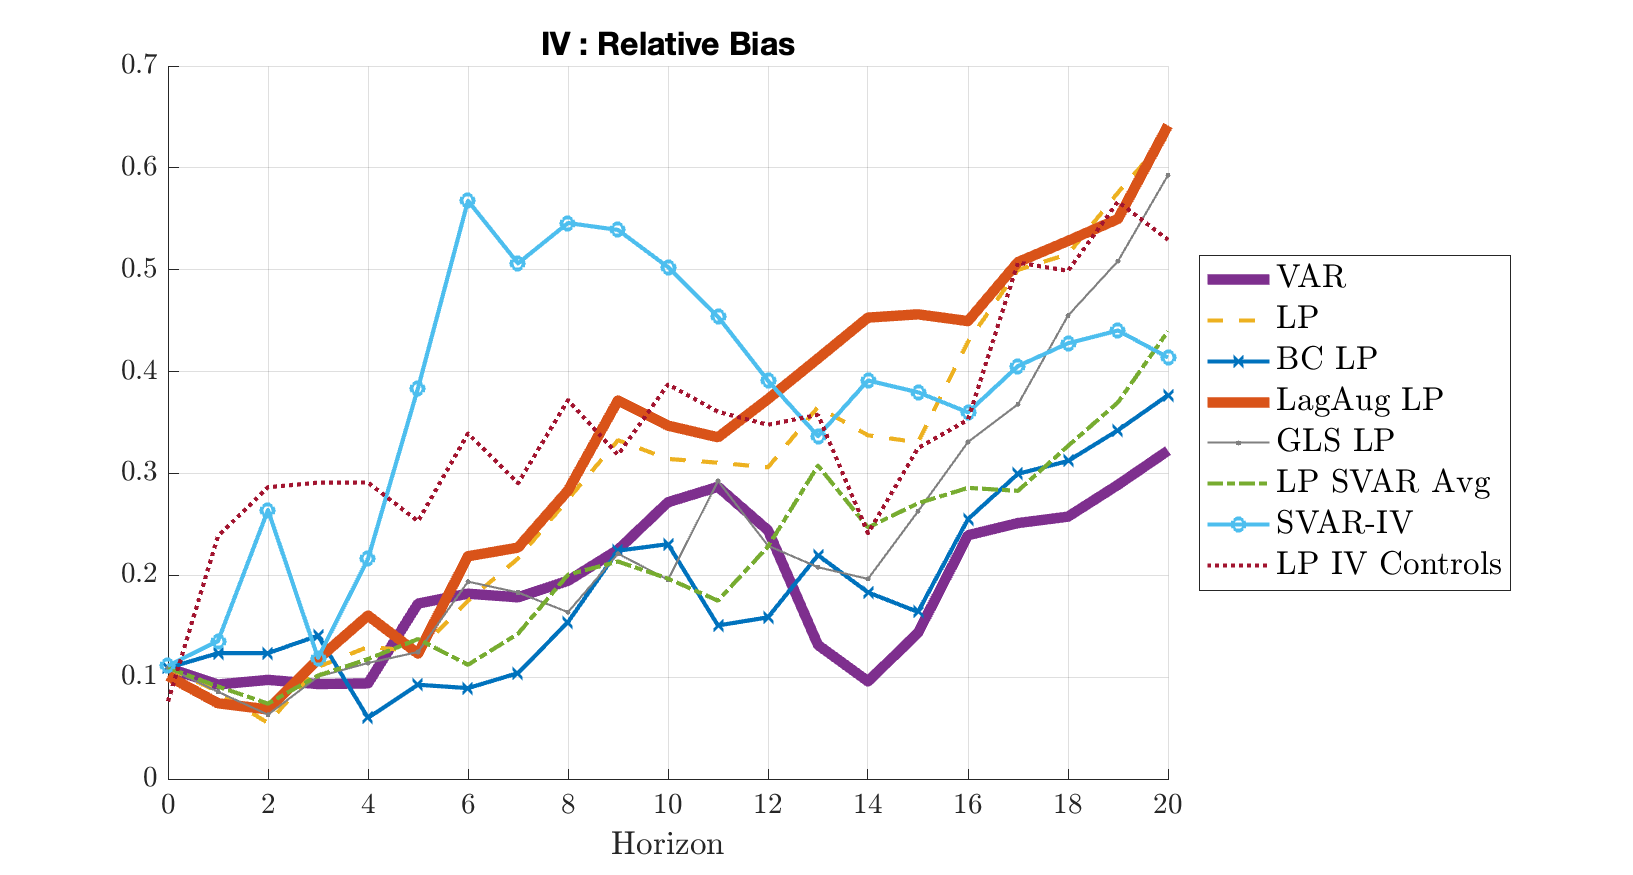 IV : Relative Bias
0.7
0.6
0.5
0.4
0.3
0.2
0.1
0
0 2 4 6 8 10 12 14 16 18 20
Horizon
VAR
LP
BC LP
LagAug LP
GLS LP
LP SVAR Avg
SVAR-IV
LP IV Controls